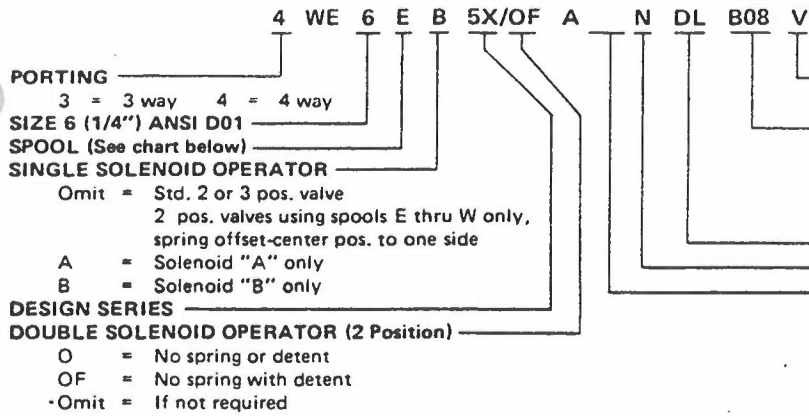 4 WE 6 E B 5X/OF A N DL B08 V
PORTING
3 = 3 way 4 = 4 way
SIZE 6 (1/4") ANSI D01
SPOOL (See chart below)
SINGLE SOLENOID OPERATOR
Omit = Std. 2 or 3 pos. valve
2 pos. valves using spools E thru W only,
spring offset-center pos. to one side
A = Solenoid "A" only
B = Solenoid "B" only
DESIGN SERIES
DOUBLE SOLENOID OPERATOR (2 Position)
O = No spring or detent
OF = No spring with detent
Omit = If not required